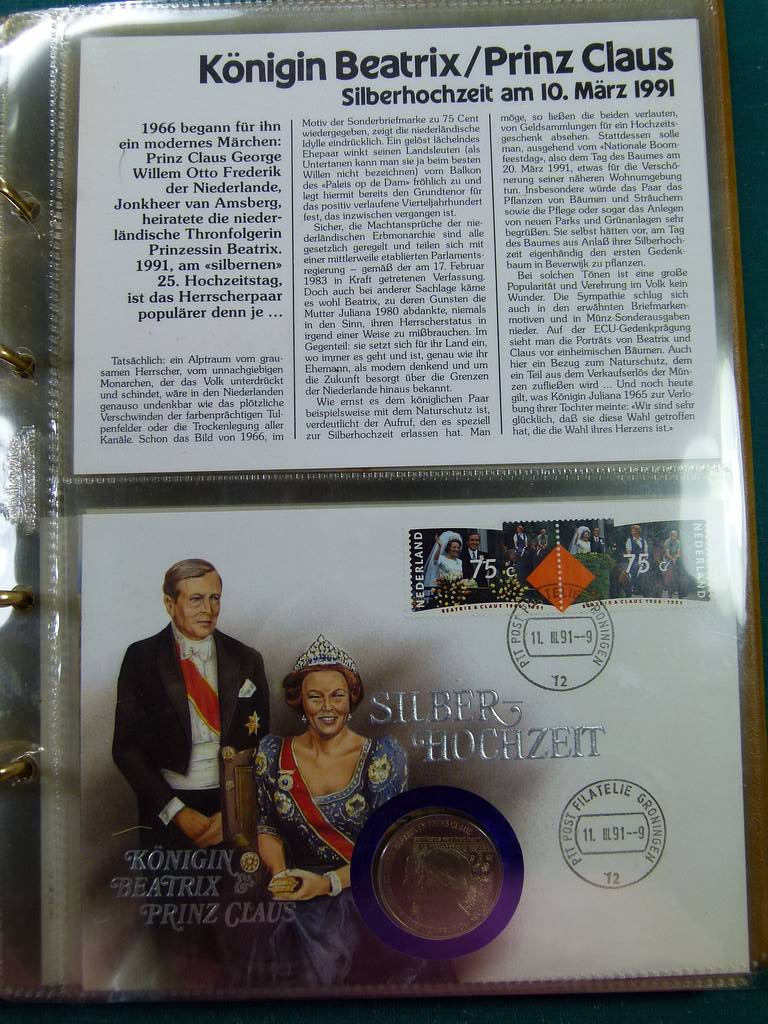 Königin Beatrix/Prinz Claus
Silberhochzeit am 10. März 1991
1966 begann für ihn
ein modernes Märchen:
Prinz Claus George
Willem Otto Frederik
der Niederlande,
Jonkheer van Amsberg,
heiratete die nieder-
ländische Thronfolgerin
Prinzessin Beatrix.
1991, am «silbernen»
25. Hochzeitstag,
ist das Herrscherpaar
populärer denn je ...
Tatsächlich: ein Alptraum vom grau-
samen Herrscher, vom unnachgiebigen
Monarchen, der das Volk unterdrückt
und schindet, wäre in den Niederlanden
genauso undenkbar wie das plötzliche
Verschwinden der farbenprächtigen Tul-
penfelder oder die Trockenlegung aller
Kanäle. Schon das Bild von 1966, im
Motiv der Sonderbriefmarke zu 75 Cent
wiedergegeben, zeigt die niederländische
Idylle eindrücklich. Ein gelöst lächelndes
Ehepaar winkt seinen Landsleuten (als
Untertanen kann man sie ja beim besten
Willen nicht bezeichnen) vom Balkon
des «Paleis op de Dam» fröhlich zu und
legt hiermit bereits den Grundtenor für
das positiv verlaufene Vierteljahrhundert
fest, das inzwischen vergangen ist.
Sicher, die Machtansprüche der nie-
derländischen Erbmonarchie sind alle
gesetzlich geregelt und teilen sich mit
einer mittlerweile etablierten Parlaments-
regierung – gemäß der am 17. Februar
1983 in Kraft getretenen Verfassung.
Doch auch bei anderer Sachlage käme
es wohl Beatrix, zu deren Gunsten die
Mutter Juliana 1980 abdankte, niemals
in den Sinn, ihren Herrscherstatus in
irgend einer Weise zu mißbrauchen. Im
Gegenteil: sie setzt sich für ihr Land ein,
wo immer es geht und ist, genau wie ihr
Ehemann, als modern denkend und um
die Zukunft besorgt über die Grenzen
der Niederlande hinaus bekannt.
Wie ernst es dem königlichen Paar
beispielsweise mit dem Naturschutz ist,
verdeutlicht der Aufruf, den es speziell
zur Silberhochzeit erlassen hat. Man
möge, so ließen die beiden verlauten,
von Geldsammlungen für ein Hochzeits-
geschenk absehen. Stattdessen solle
man, ausgehend vom «Nationale Boom-
feestdag», also dem Tag des Baumes am
20. März 1991, etwas für die Verschö-
nerung seiner näheren Wohnumgebung
tun. Insbesondere würde das Paar das
Pflanzen von Bäumen und Sträuchern
sowie die Pflege oder sogar das Anlegen
von neuen Parks und Grünanlagen sehr
begrüßen. Sie selbst hätten vor, am Tag
des Baumes aus Anlaß ihrer Silberhoch-
zeit eigenhändig den ersten Gedenk-
baum in Beverwijk zu pflanzen.
Bei solchen Tönen ist eine große
Popularität und Verehrung im Volk kein
Wunder. Die Sympathie schlug sich
auch in den erwähnten Briefmarken-
motiven und in Münz-Sonderausgaben
nieder. Auf der ECU-Gedenkprägung
sieht man die Porträts von Beatrix und
Claus vor einheimischen Bäumen. Auch
hier ein Bezug zum Naturschutz, dem
ein Teil aus dem Verkaufserlös der Mün-
zen zufließen wird ... Und noch heute
gilt, was Königin Juliana 1965 zur Verlo-
bung ihrer Tochter meinte: «Wir sind sehr
glücklich, daß sie diese Wahl getroffen
hat, die die Wahl ihres Herzens ist.»
NEDERLAND
75 c
75 c
NEDERLAND
BEATRIX & CLAUS 1966-1991
BEATRIX & CLAUS 1966-1991
PTT POST FILATELIE GRONINGEN
11. III.91--9
12
SILBER-
HOCHZEIT
PTT POST FILATELIE GRONINGEN
11. III.91--9
12
KÖNIGIN
BEATRIX &
PRINZ CLAUS
25